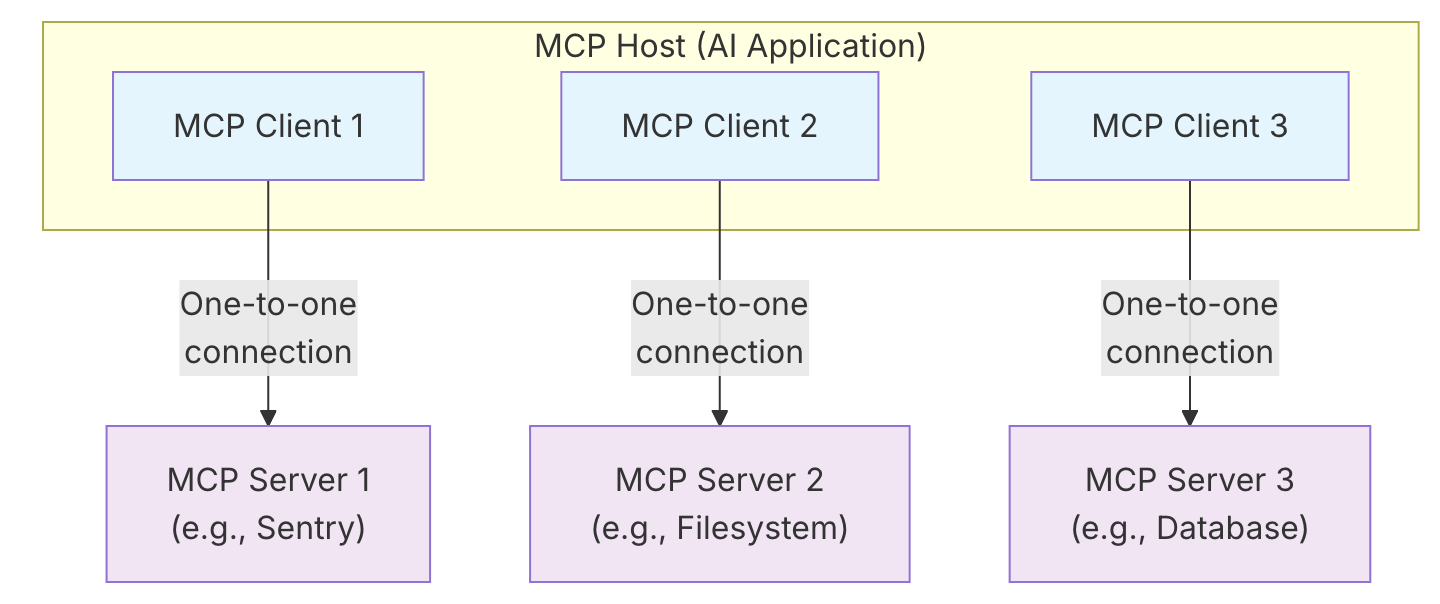 MCP Host (AI Application)
MCP Client 1
MCP Client 2
MCP Client 3
One-to-one
connection
One-to-one
connection
One-to-one
connection
MCP Server 1
(e.g., Sentry)
MCP Server 2
(e.g., Filesystem)
MCP Server 3
(e.g., Database)